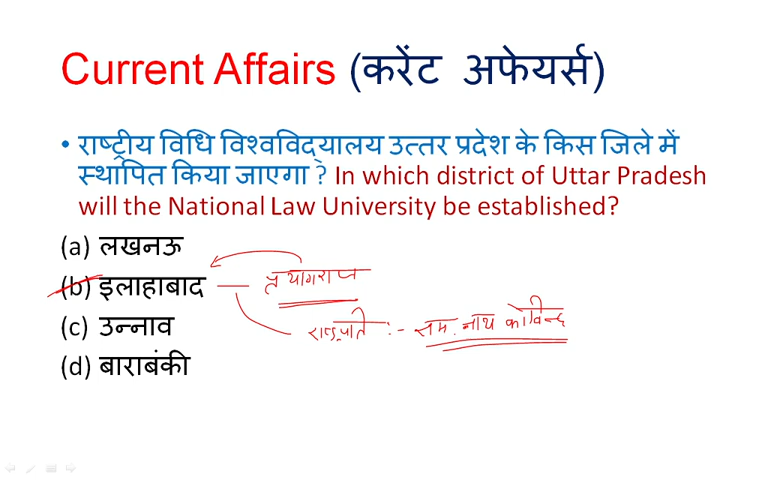 Current Affairs (करेंट अफेयर्स)
• राष्ट्रीय विधि विश्वविद्यालय उत्तर प्रदेश के किस जिले में
स्थापित किया जाएगा ? In which district of Uttar Pradesh
will the National Law University be established?
(a) लखनऊ
(b) इलाहाबाद — प्रयागराज
(c) उन्नाव राष्ट्रपति :- राम नाथ कोविन्द
(d) बाराबंकी